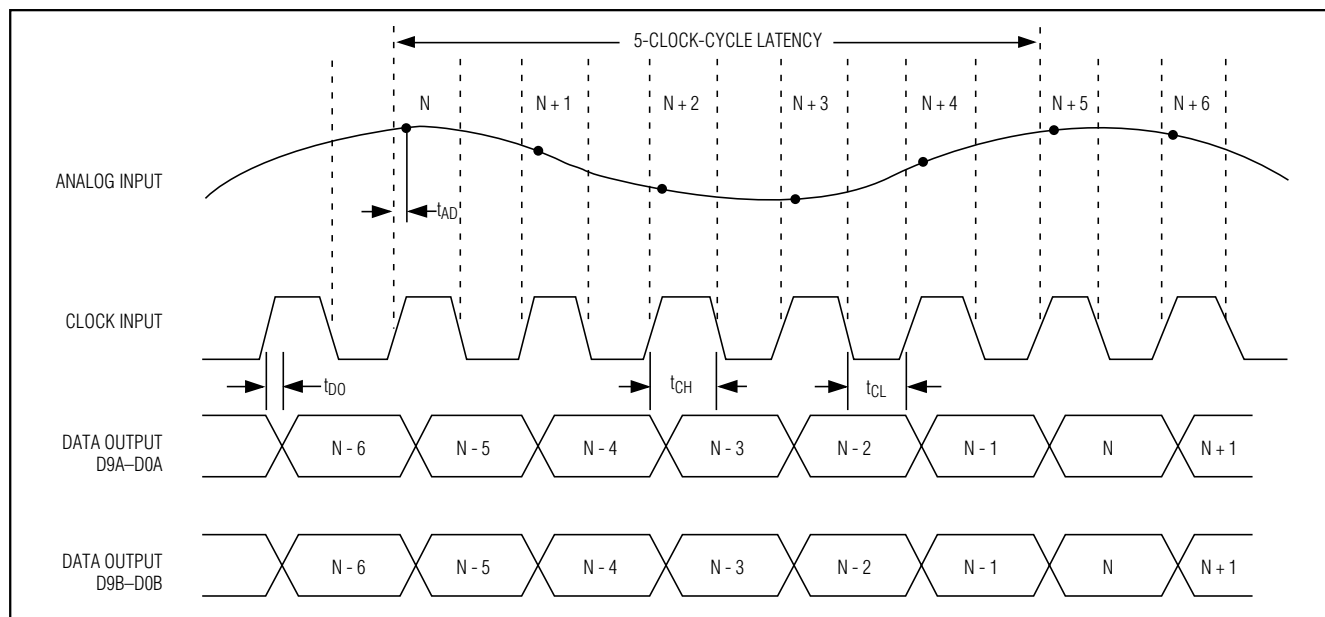 5-CLOCK-CYCLE LATENCY
N N + 1 N + 2 N + 3 N + 4 N + 5 N + 6
ANALOG INPUT
tAD
CLOCK INPUT
tDO tCH tCL
DATA OUTPUT
D9A–D0A
N - 6 N - 5 N - 4 N - 3 N - 2 N - 1 N N + 1
DATA OUTPUT
D9B–D0B
N - 6 N - 5 N - 4 N - 3 N - 2 N - 1 N N + 1